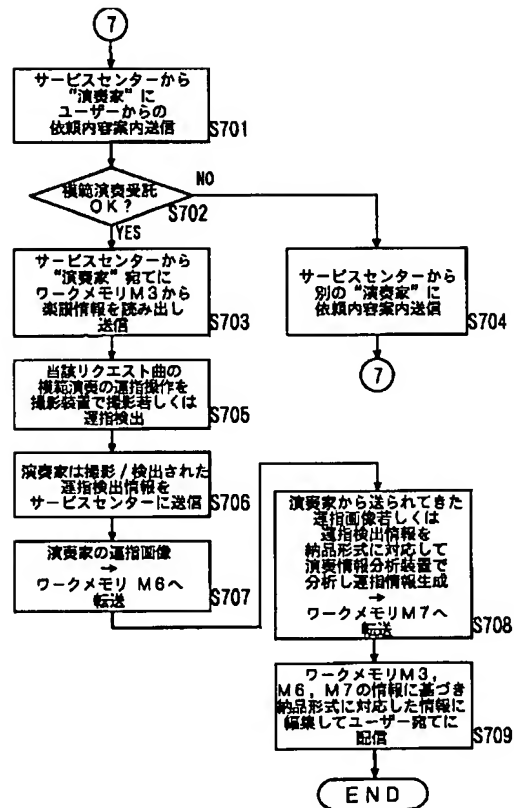 7
サービスセンターから
"演奏家"に
ユーザーからの
依頼内容案内送信
S701
模範演奏受託
OK?
S702
NO
YES
サービスセンターから
"演奏家"宛てに
ワークメモリM3から
楽譜情報を読み出し
送信
S703
サービスセンターから
別の"演奏家"に
依頼内容案内送信
S704
7
当該リクエスト曲の
模範演奏の運指操作を
撮影装置で撮影若しくは
運指検出
S705
演奏家は撮影/検出された
運指検出情報を
サービスセンターに送信
S706
演奏家の運指画像
→
ワークメモリ M6へ
転送
S707
演奏家から送られてきた
運指画像若しくは
運指検出情報を
納品形式に対応して
演奏情報分析装置で
分析し運指情報生成
→
ワークメモリM7へ
転送
S708
ワークメモリM3,
M6,M7の情報に基づき
納品形式に対応した情報に
編集してユーザー宛てに
配信
S709
END